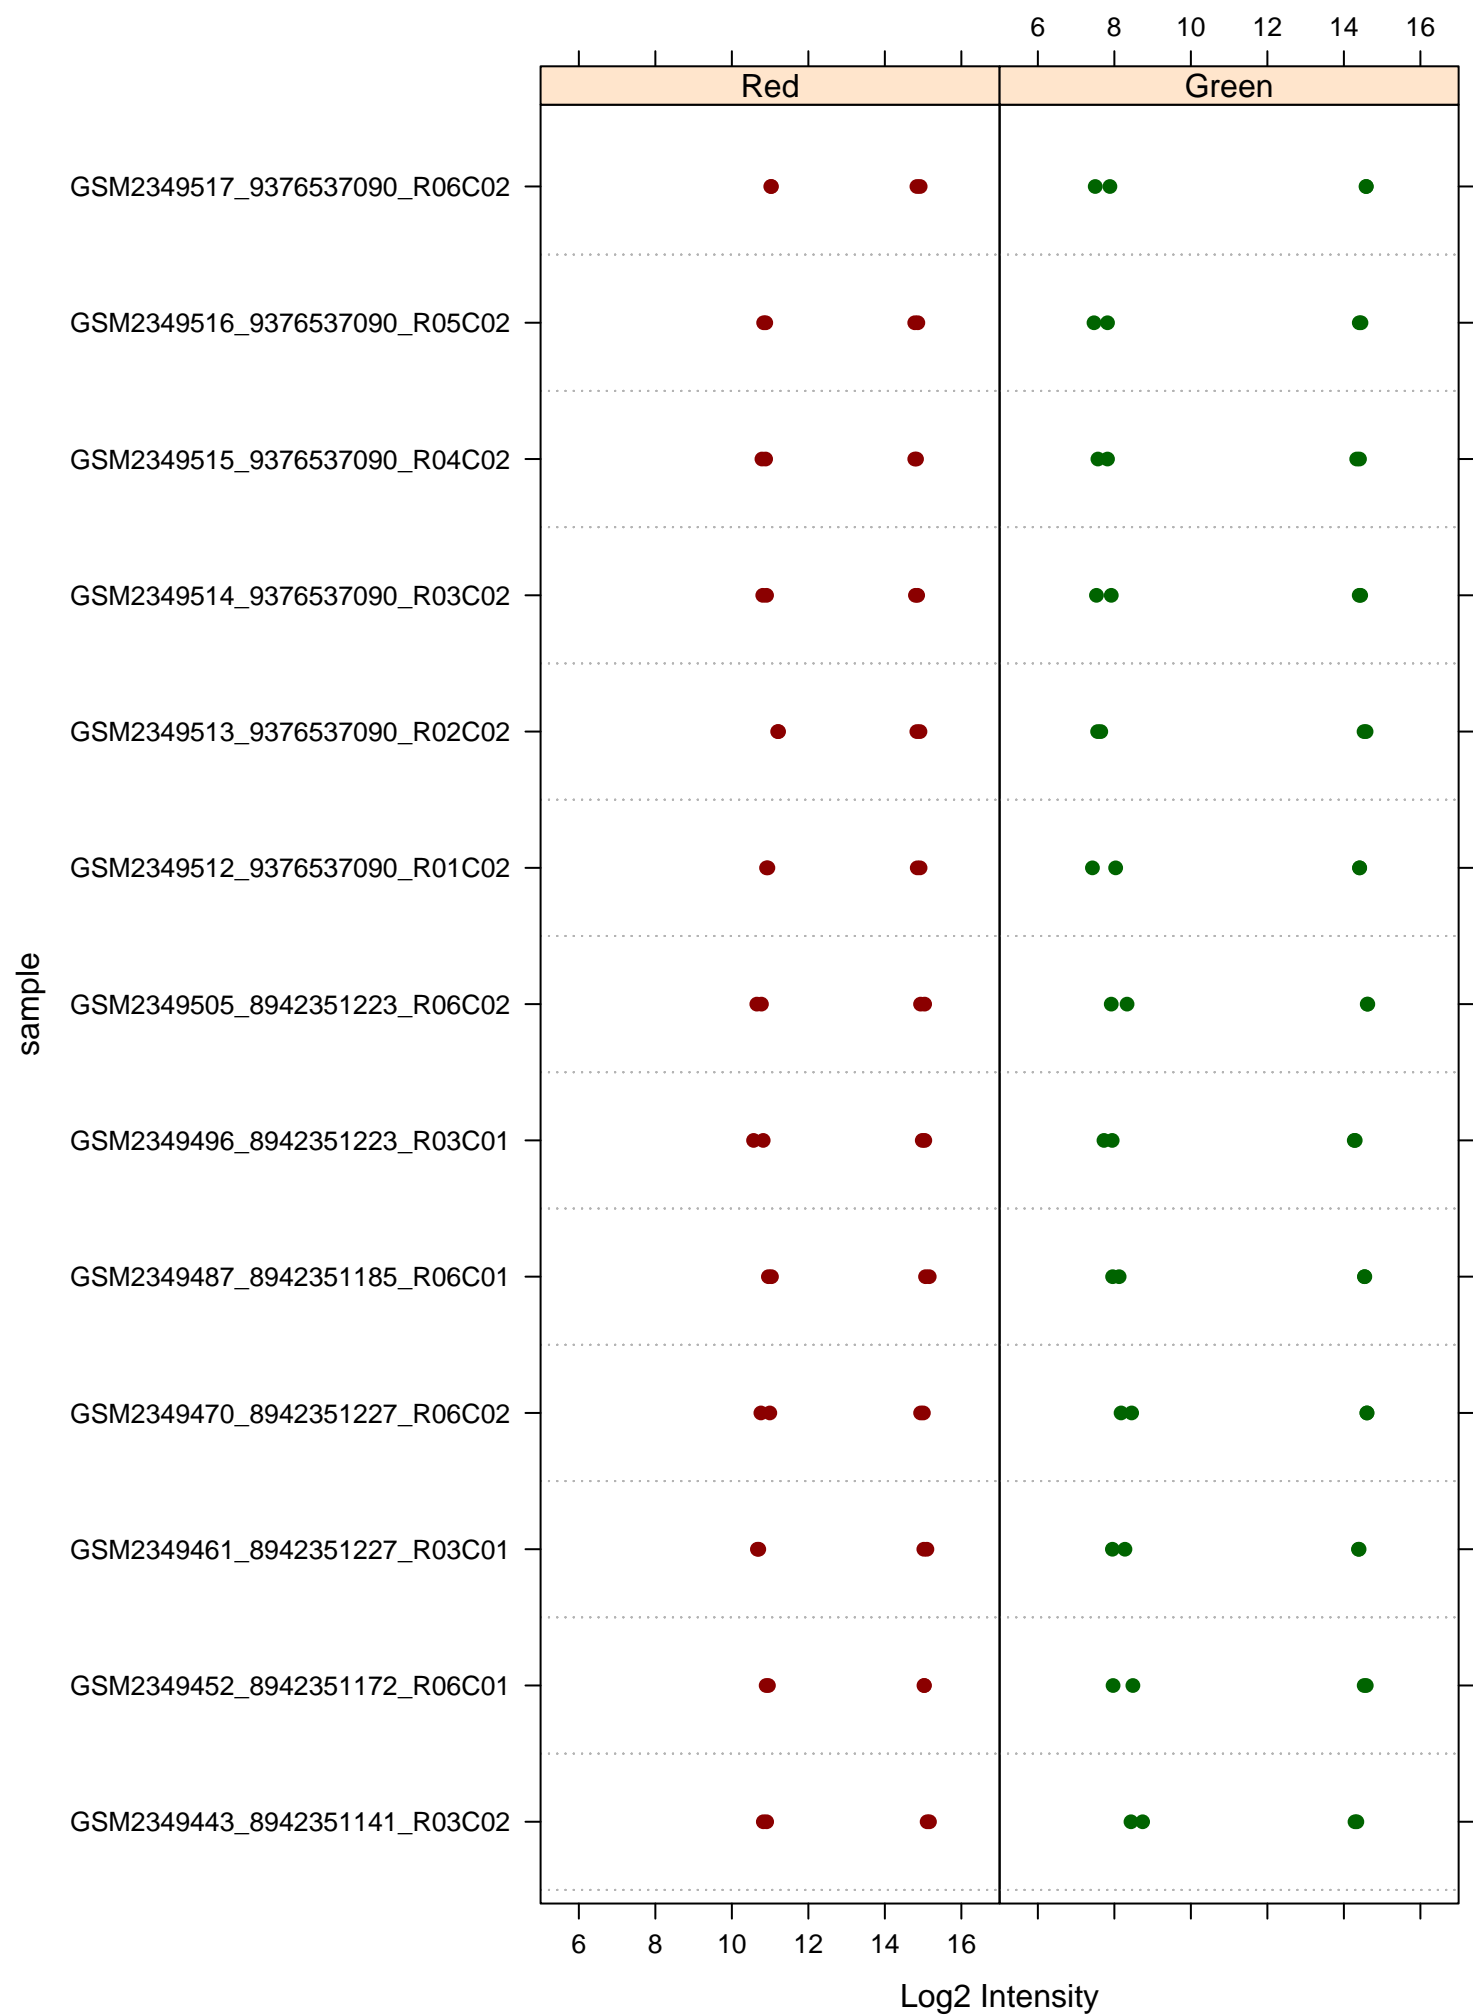 6 8 10 12 14 16
Red Green
GSM2349517_9376537090_R06C02
GSM2349516_9376537090_R05C02
GSM2349515_9376537090_R04C02
GSM2349514_9376537090_R03C02
GSM2349513_9376537090_R02C02
GSM2349512_9376537090_R01C02
GSM2349505_8942351223_R06C02
GSM2349496_8942351223_R03C01
GSM2349487_8942351185_R06C01
GSM2349470_8942351227_R06C02
GSM2349461_8942351227_R03C01
GSM2349452_8942351172_R06C01
GSM2349443_8942351141_R03C02
sample
6 8 10 12 14 16
Log2 Intensity